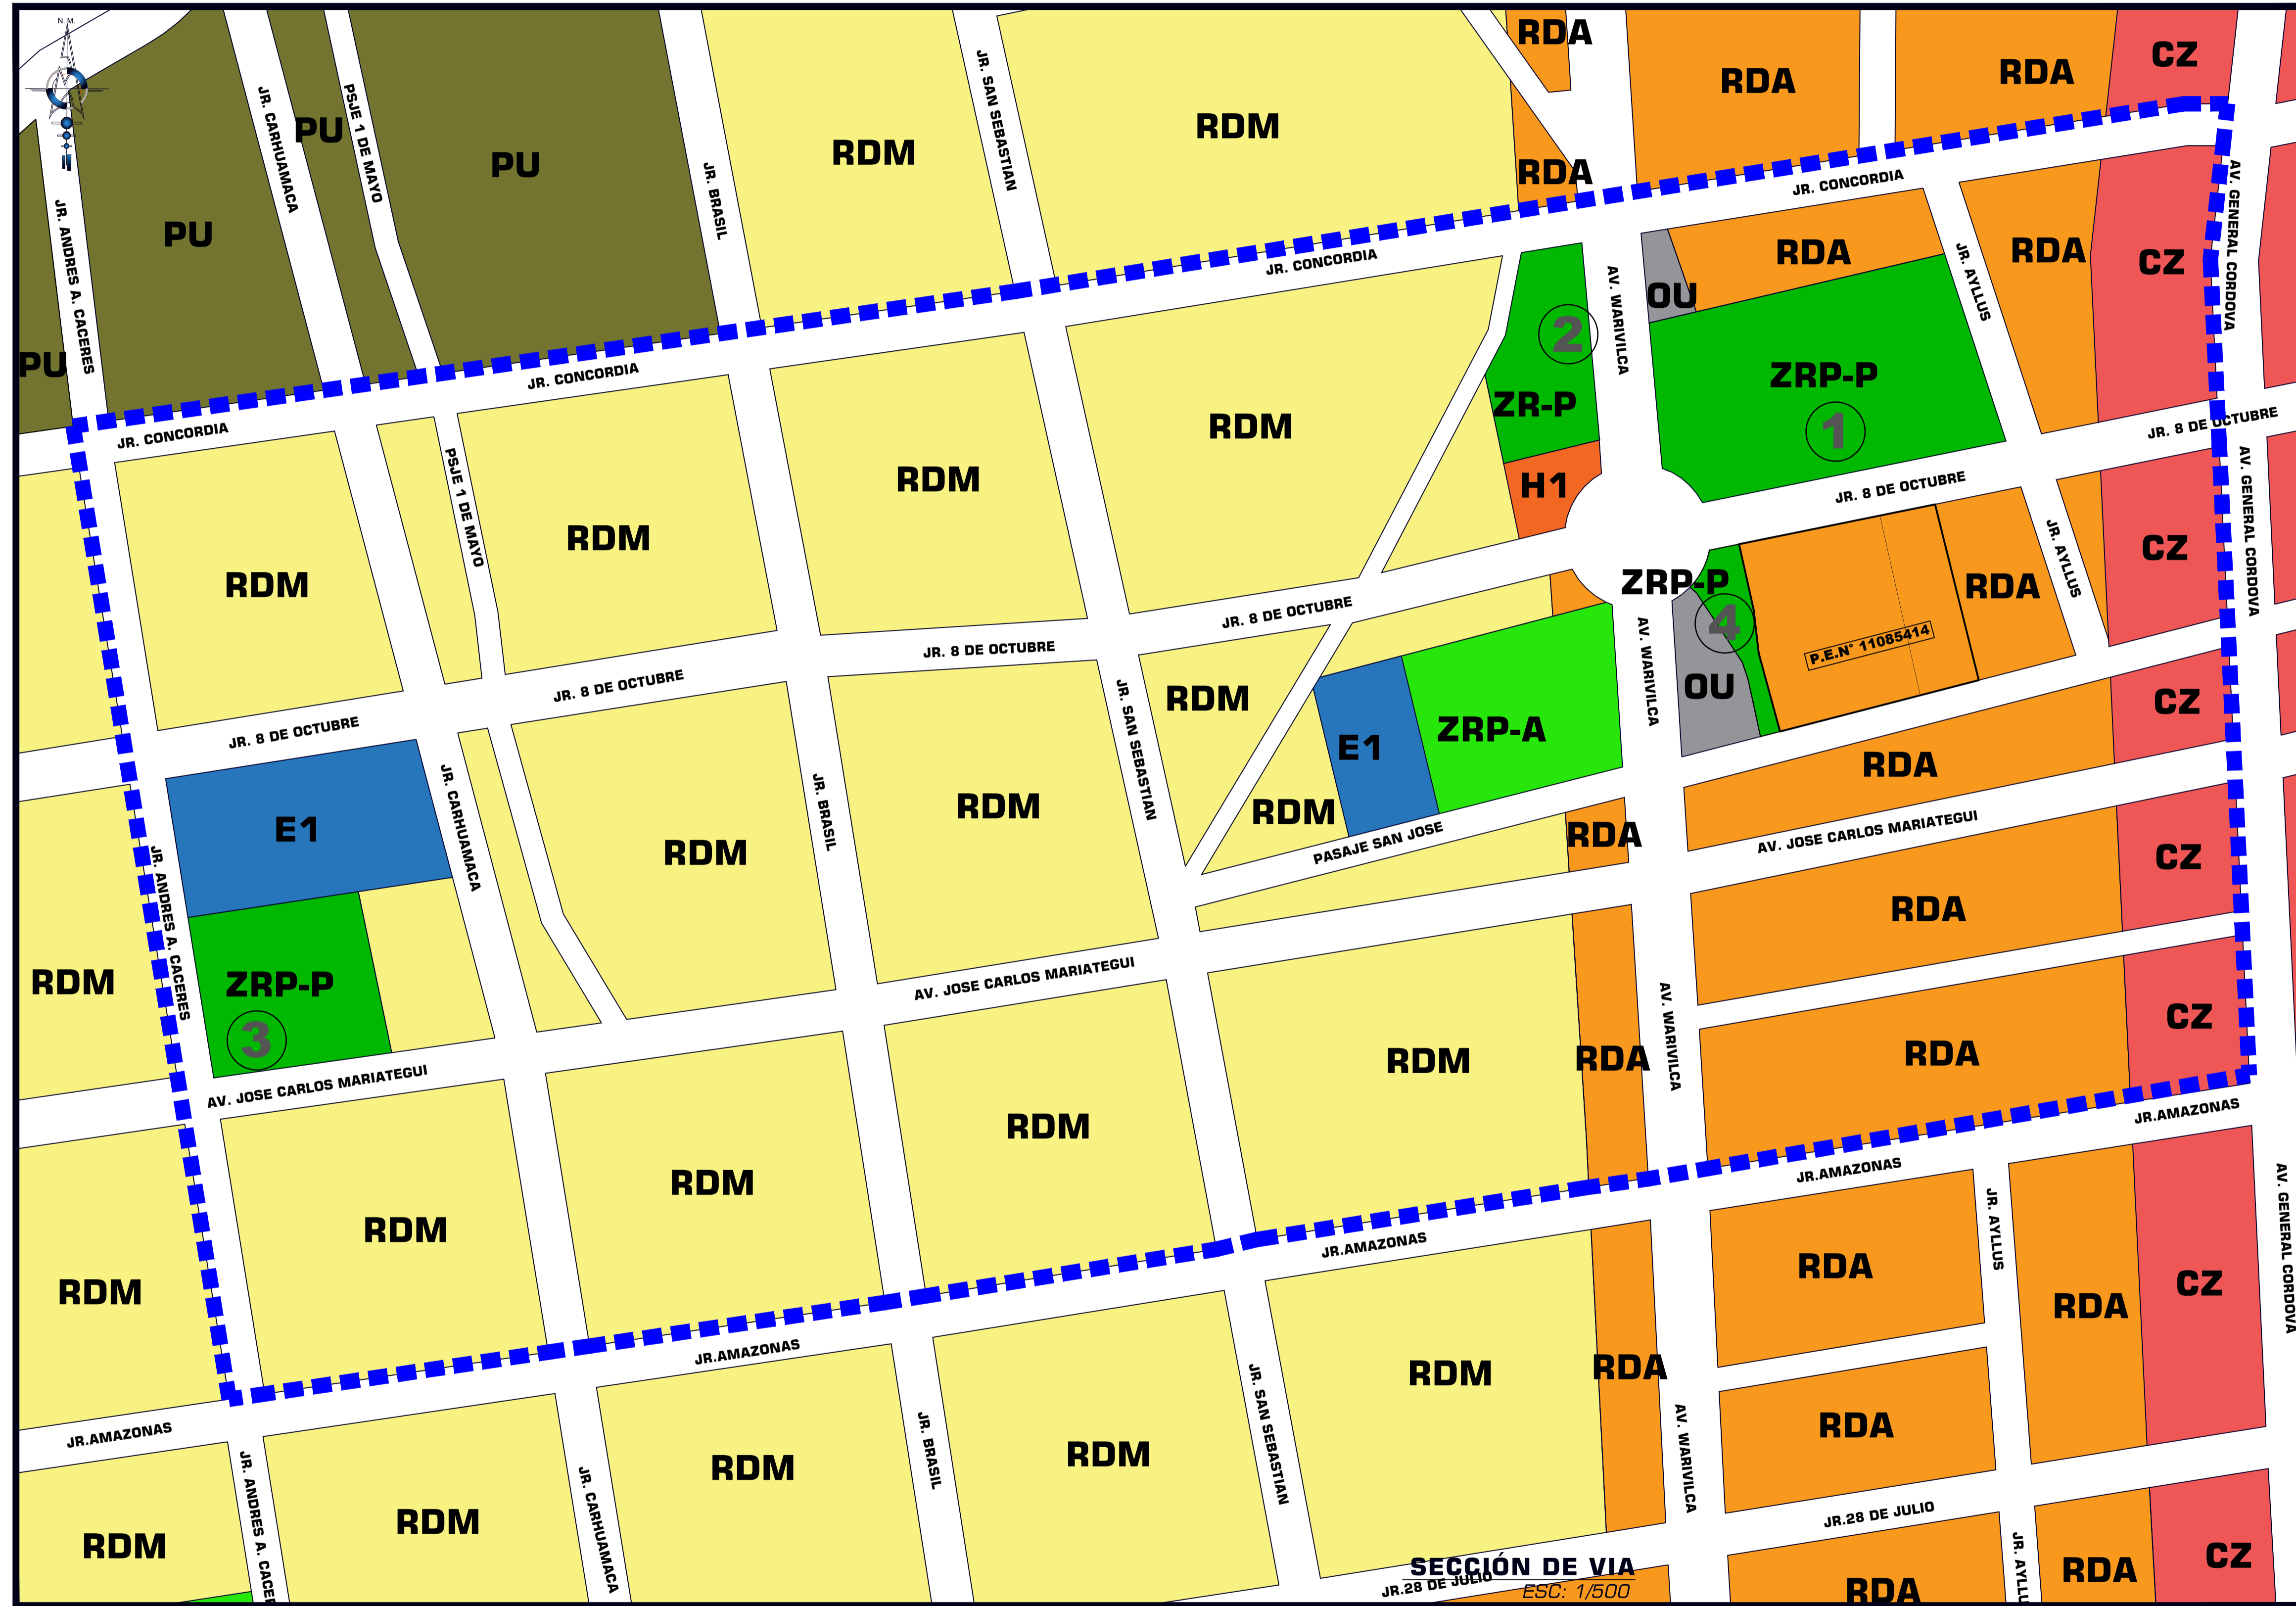 N. M.
RDA
CZ
RDA
RDA
PU
JR. CARHUAMACA
PSJE 1 DE MAYO
PU
JR. BRASIL
RDM
JR. SAN SEBASTIAN
RDM
RDA
JR. CONCORDIA
PU
JR. ANDRES A. CACERES
PU
JR. CONCORDIA
JR. CONCORDIA
JR. CONCORDIA
2
ZR-P
H1
AV. WARIVILCA
OU
RDA
ZRP-P
1
JR. AYLLUS
RDA
CZ
AV. GENERAL CORDOVA
JR. 8 DE OCTUBRE
RDM
PSJE 1 DE MAYO
RDM
RDM
RDM
JR. 8 DE OCTUBRE
ZRP-P
4
OU
P.E.N° 11085414
RDA
JR. AYLLUS
CZ
AV. GENERAL CORDOVA
JR. 8 DE OCTUBRE
JR. 8 DE OCTUBRE
JR. 8 DE OCTUBRE
JR. 8 DE OCTUBRE
RDM
E1
ZRP-A
AV. WARIVILCA
CZ
RDA
E1
JR. CARHUAMACA
RDM
JR. BRASIL
RDM
JR. SAN SEBASTIAN
RDM
PASAJE SAN JOSE
RDA
AV. JOSE CARLOS MARIATEGUI
CZ
RDA
RDM
JR. ANDRES A. CACERES
ZRP-P
3
AV. JOSE CARLOS MARIATEGUI
AV. JOSE CARLOS MARIATEGUI
RDM
RDA
AV. WARIVILCA
RDA
CZ
JR.AMAZONAS
RDM
RDM
RDM
RDM
JR.AMAZONAS
JR.AMAZONAS
JR.AMAZONAS
JR.AMAZONAS
RDA
JR. AYLLUS
RDA
CZ
AV. GENERAL CORDOVA
RDM
JR. ANDRES A. CACER
RDM
JR. CARHUAMACA
RDM
JR. BRASIL
RDM
JR. SAN SEBASTIAN
RDM
RDA
AV. WARIVILCA
RDA
JR.28 DE JULIO
JR.28 DE JULIO
SECCIÓN DE VIA
ESC: 1/500
RDA
JR. AYLLU
RDA
CZ